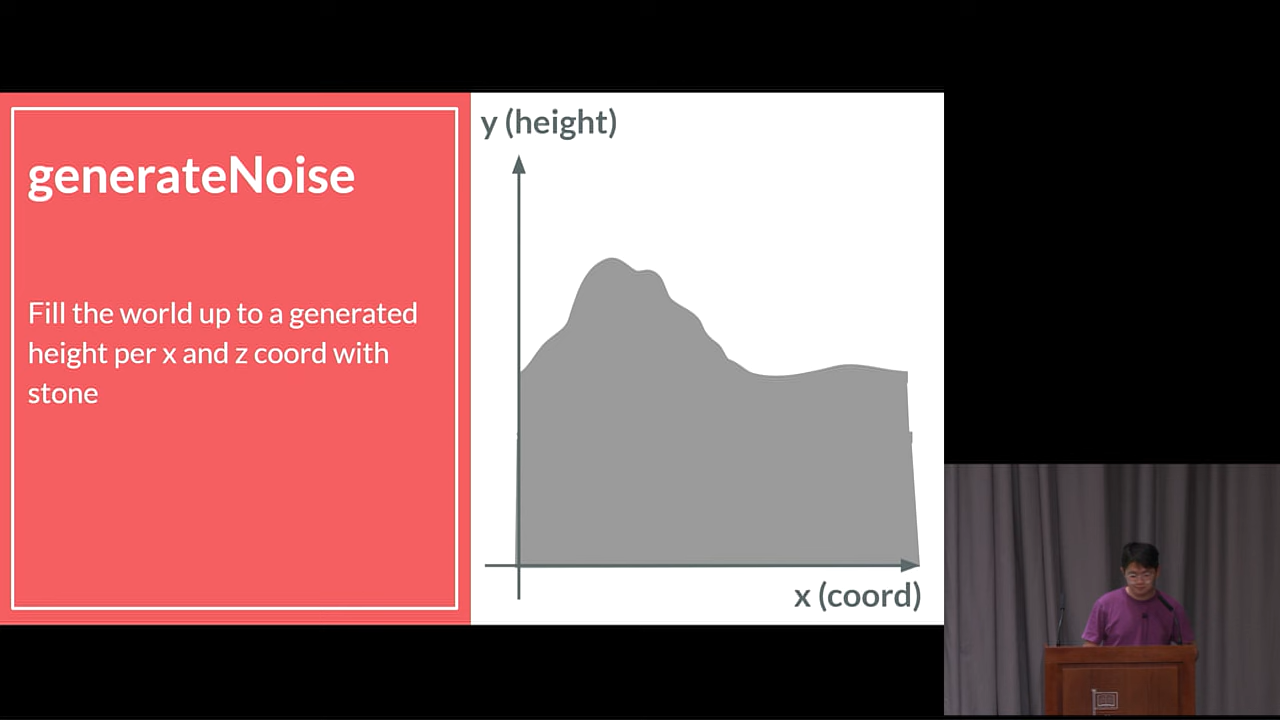 generateNoise
Fill the world up to a generated
height per x and z coord with
stone
y (height)
x (coord)